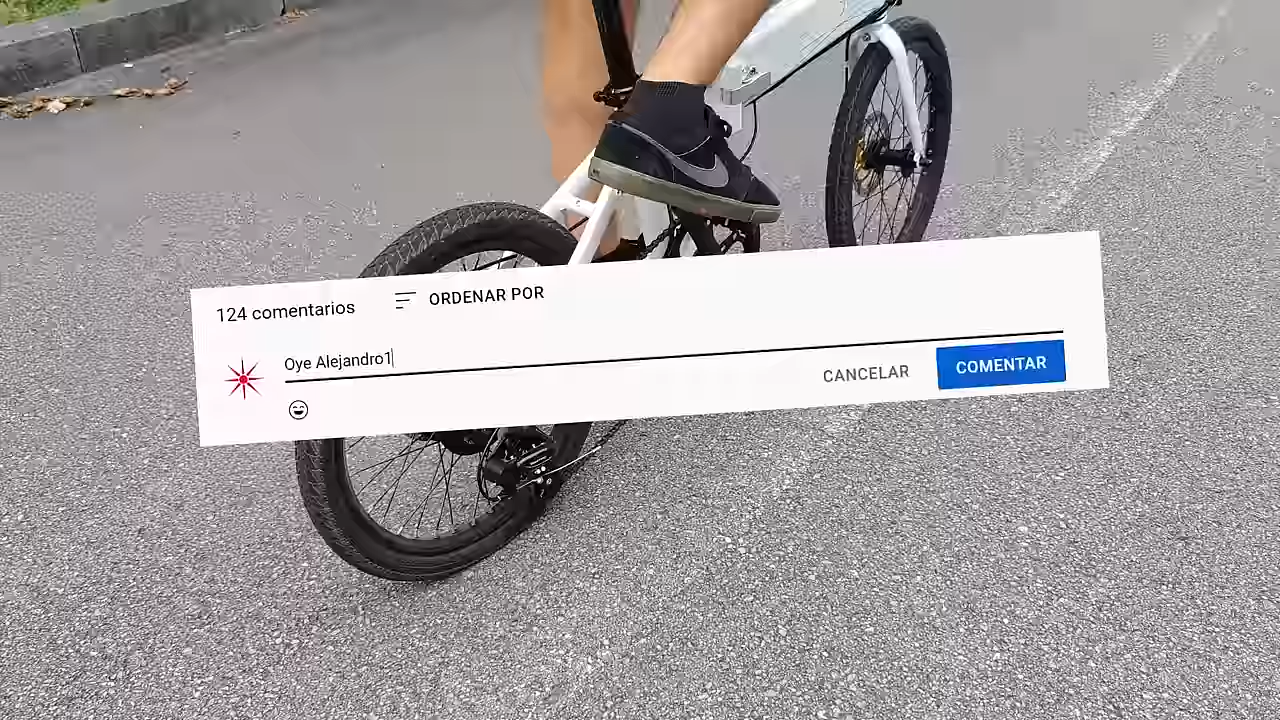 124 comentarios
ORDENAR POR
Oye Alejandro1
CANCELAR
COMENTAR